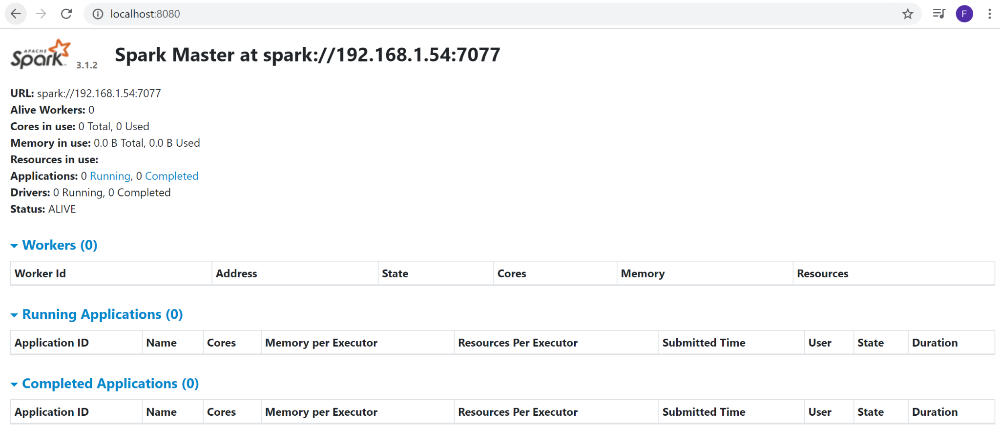 localhost:8080
F
APACHE
Spark™ 3.1.2
Spark Master at spark://192.168.1.54:7077
URL: spark://192.168.1.54:7077
Alive Workers: 0
Cores in use: 0 Total, 0 Used
Memory in use: 0.0 B Total, 0.0 B Used
Resources in use:
Applications: 0 Running, 0 Completed
Drivers: 0 Running, 0 Completed
Status: ALIVE
Workers (0)
Worker Id Address State Cores Memory Resources
Running Applications (0)
Application ID Name Cores Memory per Executor Resources Per Executor Submitted Time User State Duration
Completed Applications (0)
Application ID Name Cores Memory per Executor Resources Per Executor Submitted Time User State Duration